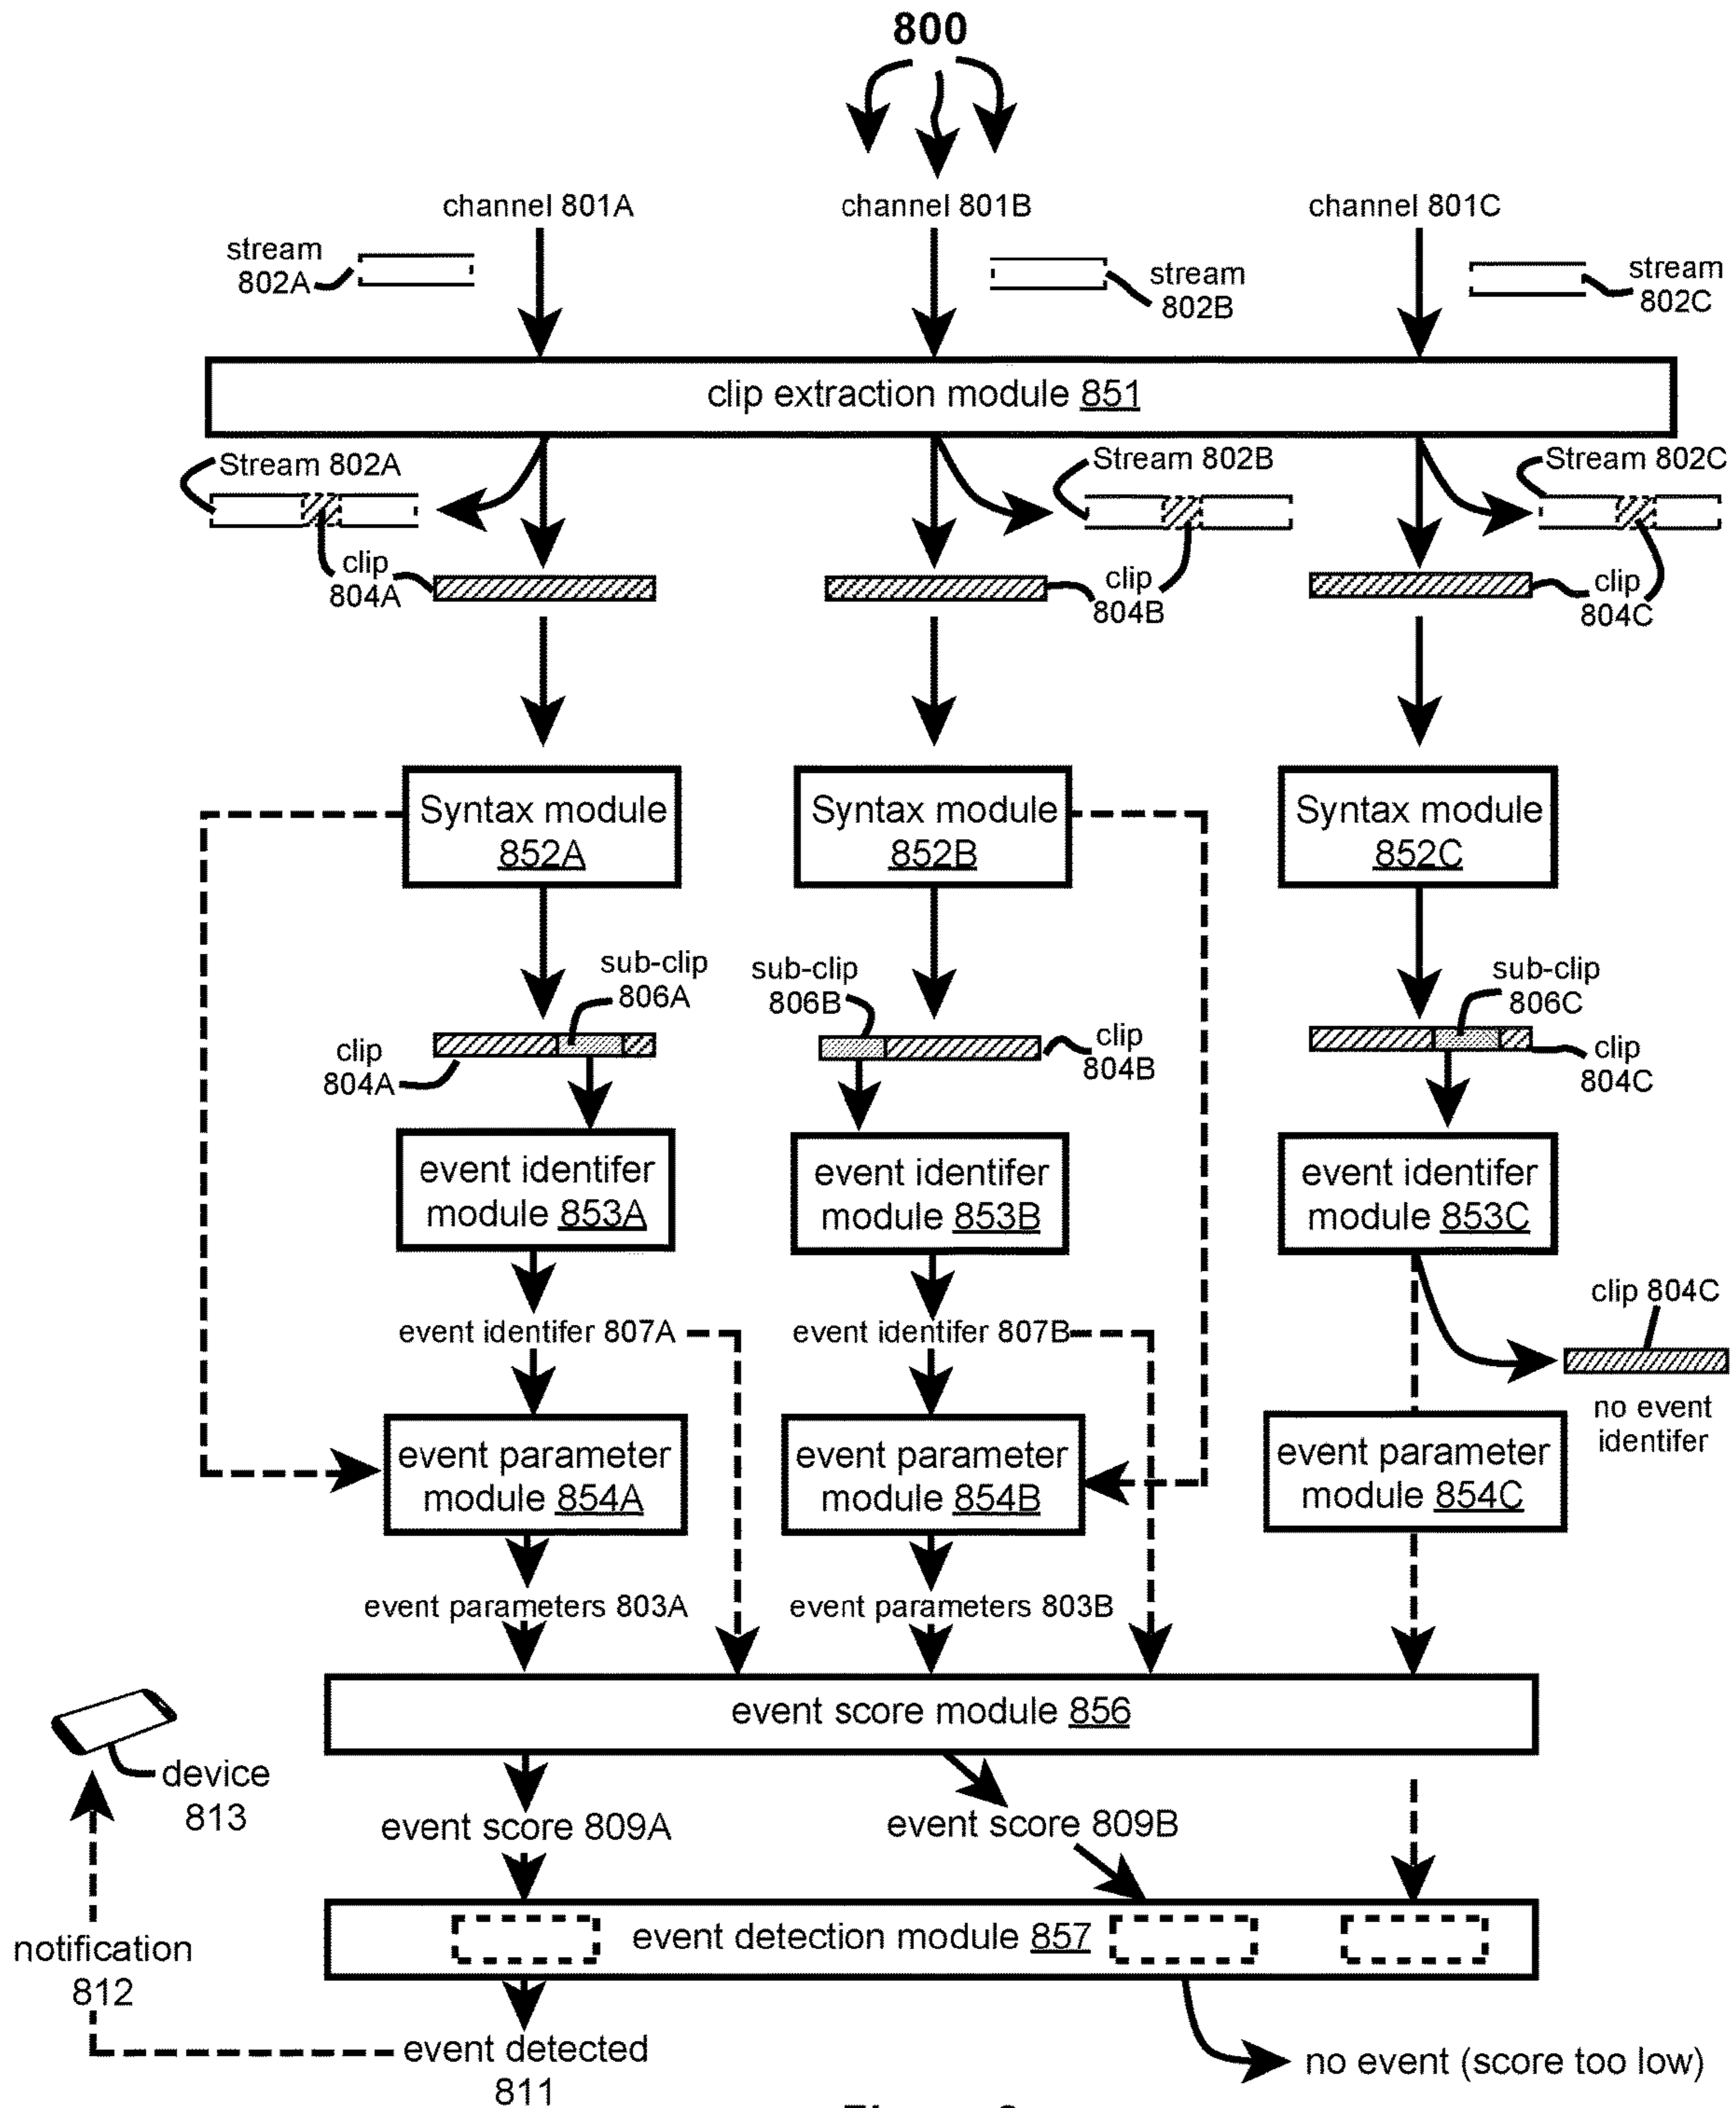 800
channel 801A
channel 801B
channel 801C
stream
802A
stream
802B
stream
802C
clip extraction module 851
Stream 802A
Stream 802B
Stream 802C
clip
804A
clip
804B
clip
804C
Syntax module
852A
Syntax module
852B
Syntax module
852C
sub-clip
806A
sub-clip
806B
sub-clip
806C
clip
804A
clip
804B
clip
804C
event identifer
module 853A
event identifer
module 853B
event identifer
module 853C
clip 804C
event identifer 807A
event identifer 807B
no event
identifer
event parameter
module 854A
event parameter
module 854B
event parameter
module 854C
event parameters 803A
event parameters 803B
event score module 856
device
813
event score 809A
event score 809B
notification
812
event detection module 857
event detected
811
no event (score too low)